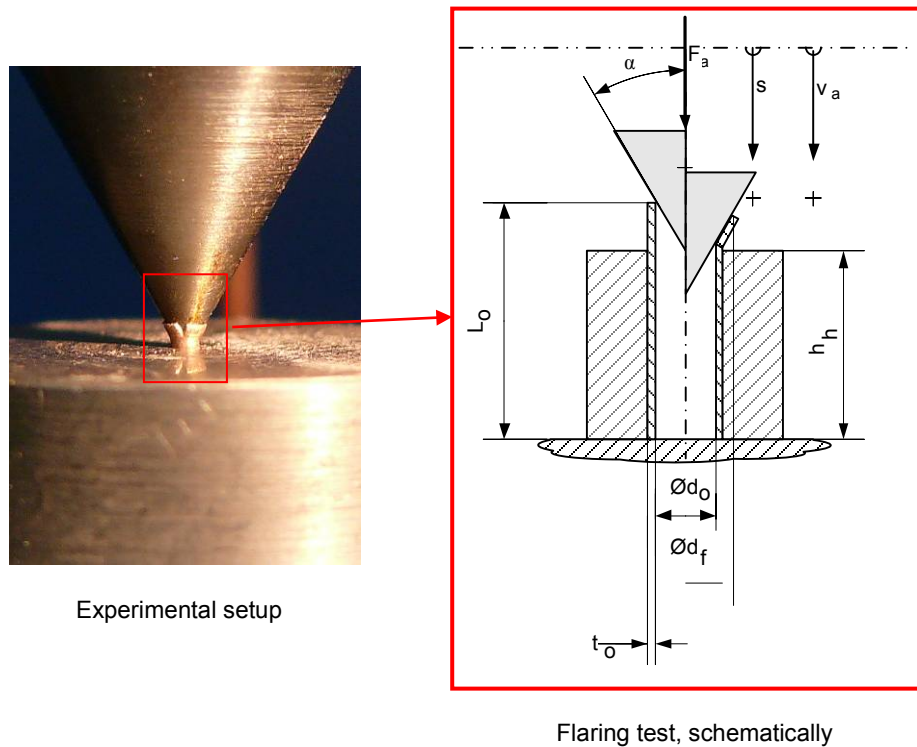 α
Fa
s
va
Lo
hh
Ødo
Ødf
to
Experimental setup
Flaring test, schematically